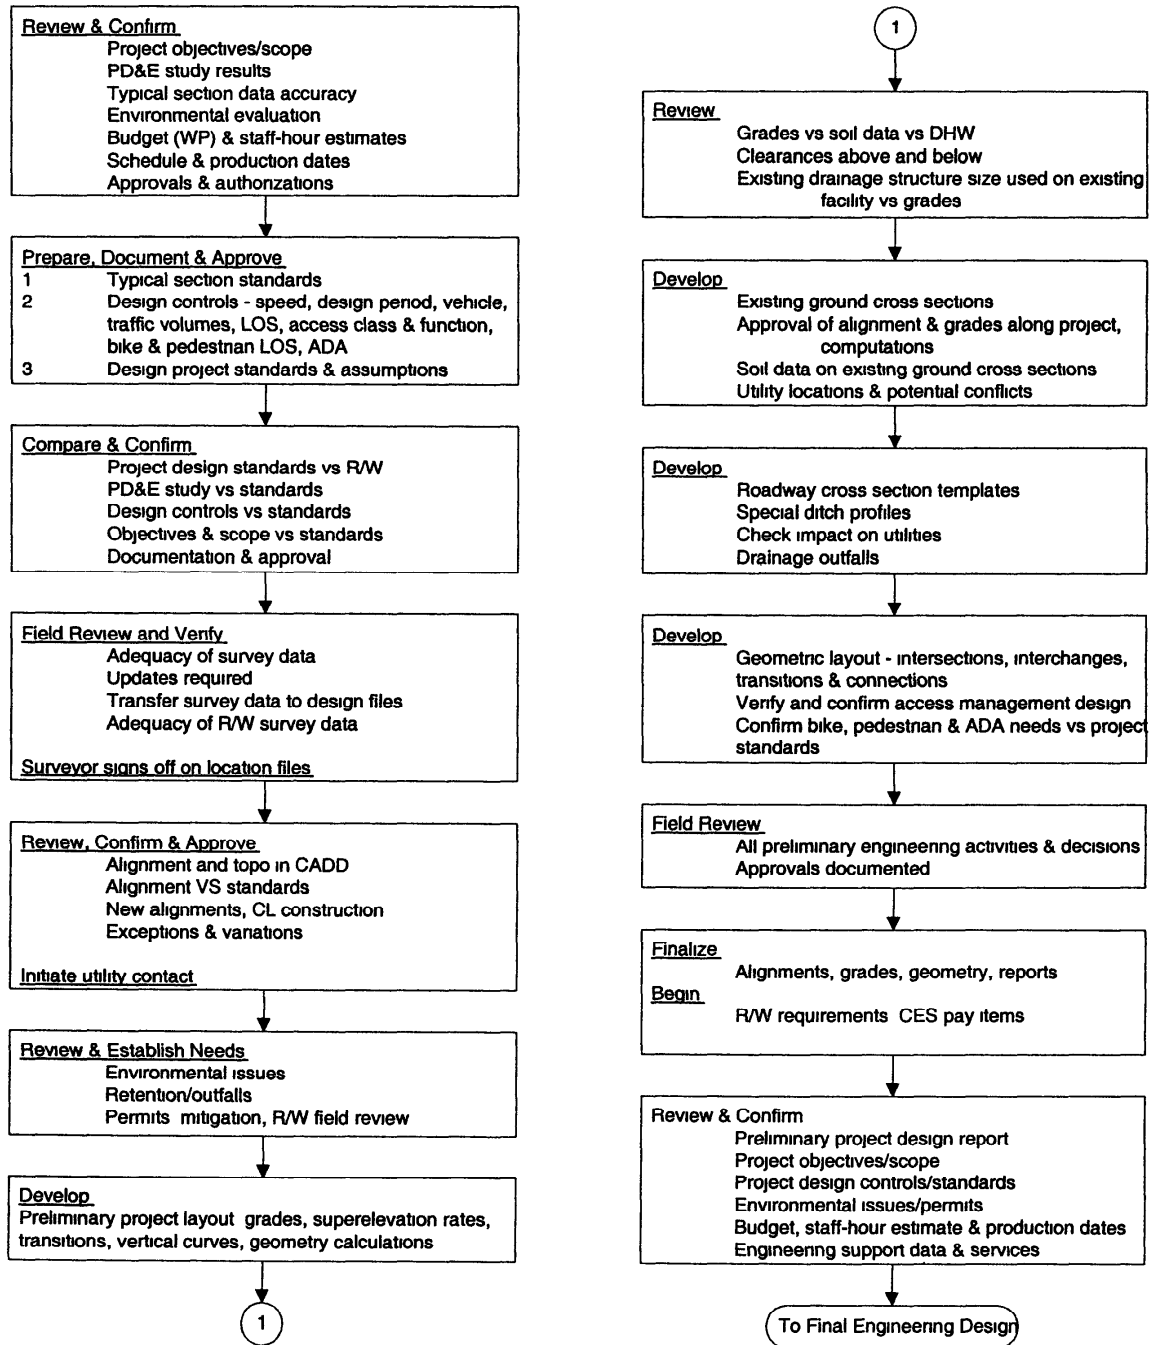 Review & Confirm
Project objectives/scope
PD&E study results
Typical section data accuracy
Environmental evaluation
Budget (WP) & staff-hour estimates
Schedule & production dates
Approvals & authorizations
Prepare, Document & Approve
1 Typical section standards
2 Design controls - speed, design period, vehicle,
traffic volumes, LOS, access class & function,
bike & pedestrian LOS, ADA
3 Design project standards & assumptions
Compare & Confirm
Project design standards vs R/W
PD&E study vs standards
Design controls vs standards
Objectives & scope vs standards
Documentation & approval
Field Review and Verify
Adequacy of survey data
Updates required
Transfer survey data to design files
Adequacy of R/W survey data
Surveyor signs off on location files
Review, Confirm & Approve
Alignment and topo in CADD
Alignment VS standards
New alignments, CL construction
Exceptions & variations
Initiate utility contact
Review & Establish Needs
Environmental issues
Retention/outfalls
Permits mitigation, R/W field review
Develop
Preliminary project layout grades, superelevation rates,
transitions, vertical curves, geometry calculations
1
1
Review
Grades vs soil data vs DHW
Clearances above and below
Existing drainage structure size used on existing
facility vs grades
Develop
Existing ground cross sections
Approval of alignment & grades along project,
computations
Soil data on existing ground cross sections
Utility locations & potential conflicts
Develop
Roadway cross section templates
Special ditch profiles
Check impact on utilities
Drainage outfalls
Develop
Geometric layout - intersections, interchanges,
transitions & connections
Verify and confirm access management design
Confirm bike, pedestrian & ADA needs vs project
standards
Field Review
All preliminary engineering activities & decisions
Approvals documented
Finalize
Alignments, grades, geometry, reports
Begin
R/W requirements CES pay items
Review & Confirm
Preliminary project design report
Project objectives/scope
Project design controls/standards
Environmental issues/permits
Budget, staff-hour estimate & production dates
Engineering support data & services
To Final Engineering Design